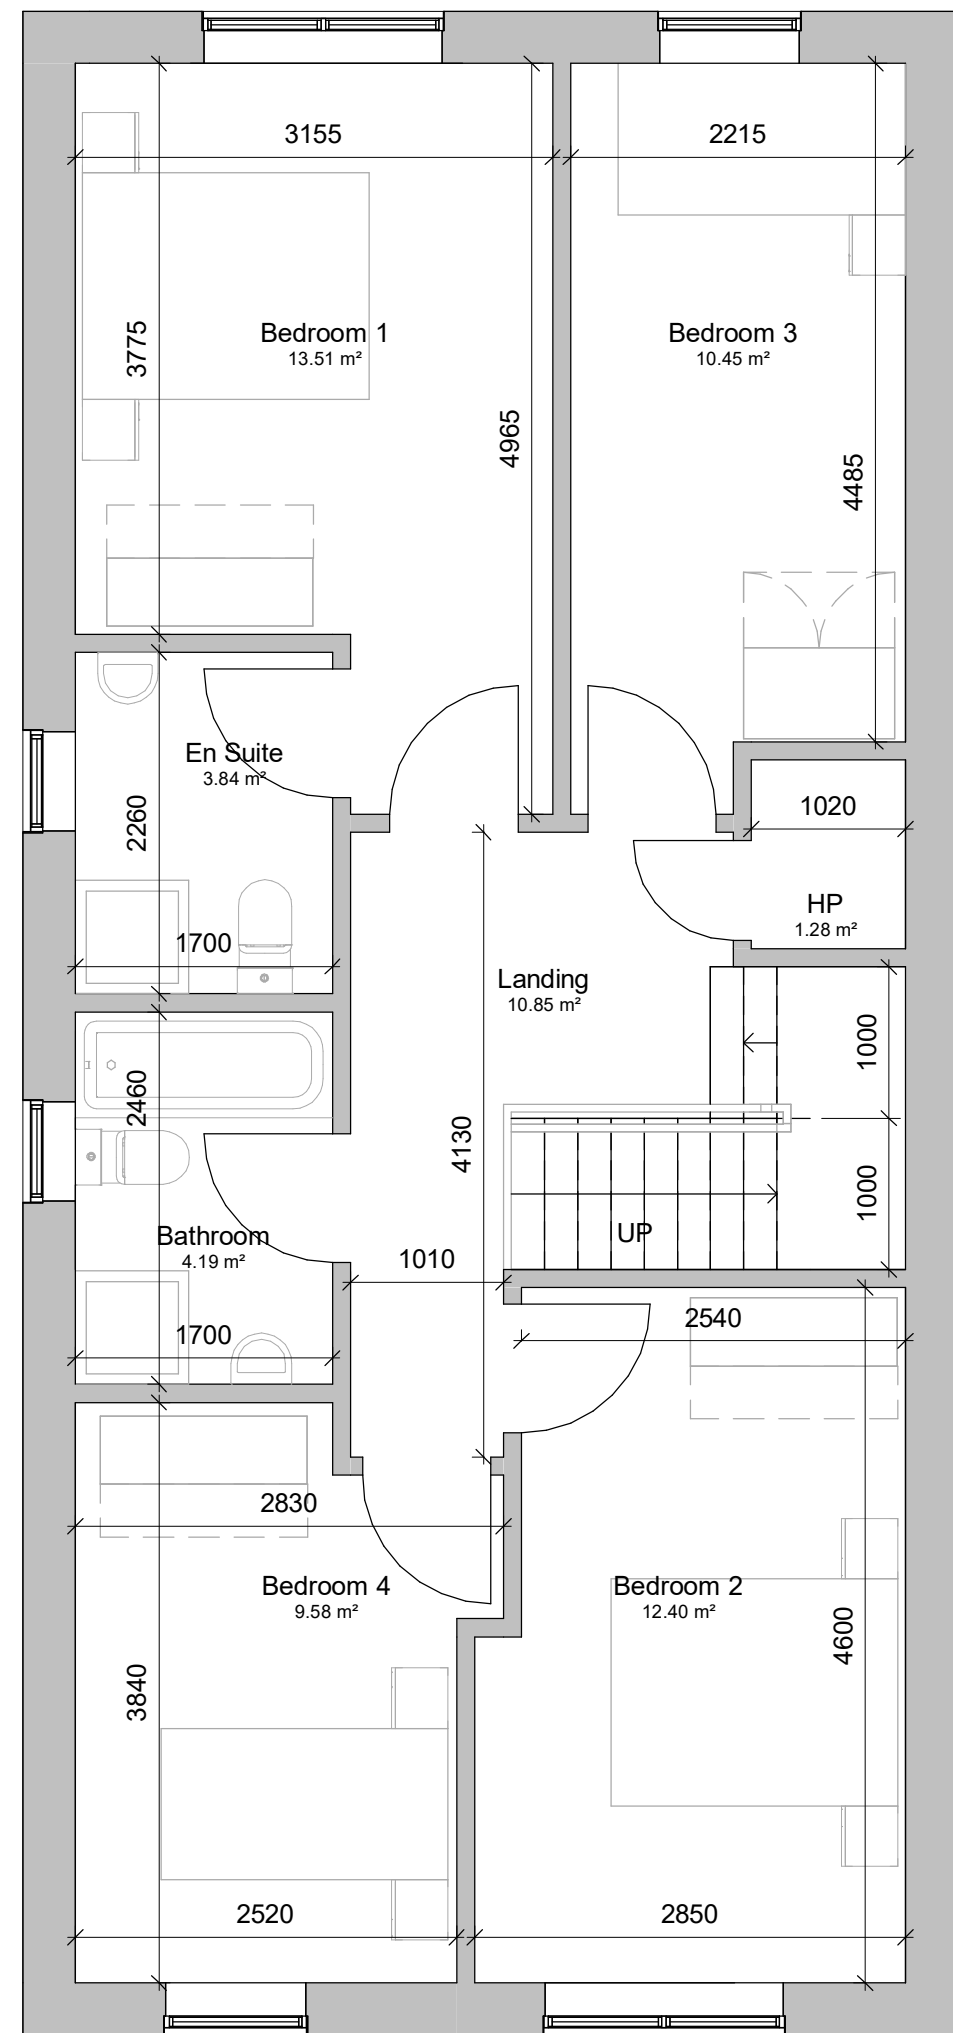 3155
2215
Bedroom 1
13.51 m²
Bedroom 3
10.45 m²
3775
4965
4485
En Suite
3.84 m²
2260
1020
HP
1.28 m²
1700
Landing
10.85 m²
1000
2460
4130
1000
Bathroom
4.19 m²
UP
1010
1700
2540
2830
Bedroom 4
9.58 m²
Bedroom 2
12.40 m²
4600
3840
2520
2850